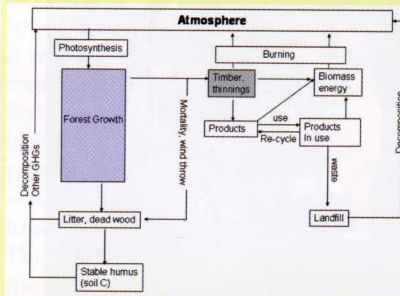 Atmosphere
Photosynthesis
Burning
Forest Growth
Timber,
thinnings
Biomass
energy
Mortality, wind throw
Products
use
Re-cycle
Products
In use
waste
Decomposition
Other GHGs
Decomposition
Litter, dead wood
Landfill
Stable humus
(soil C)